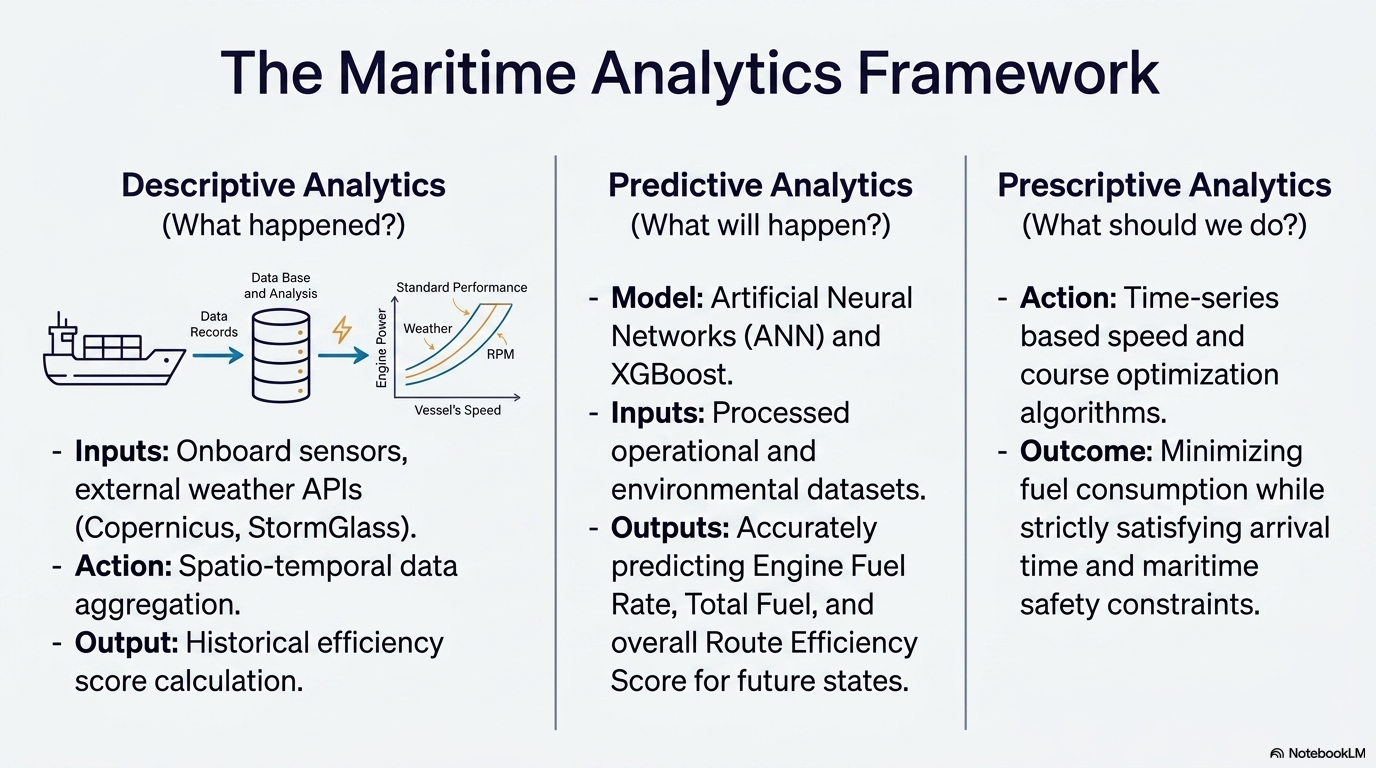 The Maritime Analytics Framework
Descriptive Analytics
(What happened?)
Data Base
and Analysis
Data
Records
Standard Performance
Weather
RPM
Engine Power
Vessel's Speed
- Inputs: Onboard sensors,
external weather APIs
(Copernicus, StormGlass).
- Action: Spatio-temporal data
aggregation.
- Output: Historical efficiency
score calculation.
Predictive Analytics
(What will happen?)
- Model: Artificial Neural
Networks (ANN) and
XGBoost.
- Inputs: Processed
operational and
environmental datasets.
- Outputs: Accurately
predicting Engine Fuel
Rate, Total Fuel, and
overall Route Efficiency
Score for future states.
Prescriptive Analytics
(What should we do?)
- Action: Time-series
based speed and
course optimization
algorithms.
- Outcome: Minimizing
fuel consumption while
strictly satisfying arrival
time and maritime
safety constraints.
NotebookLM